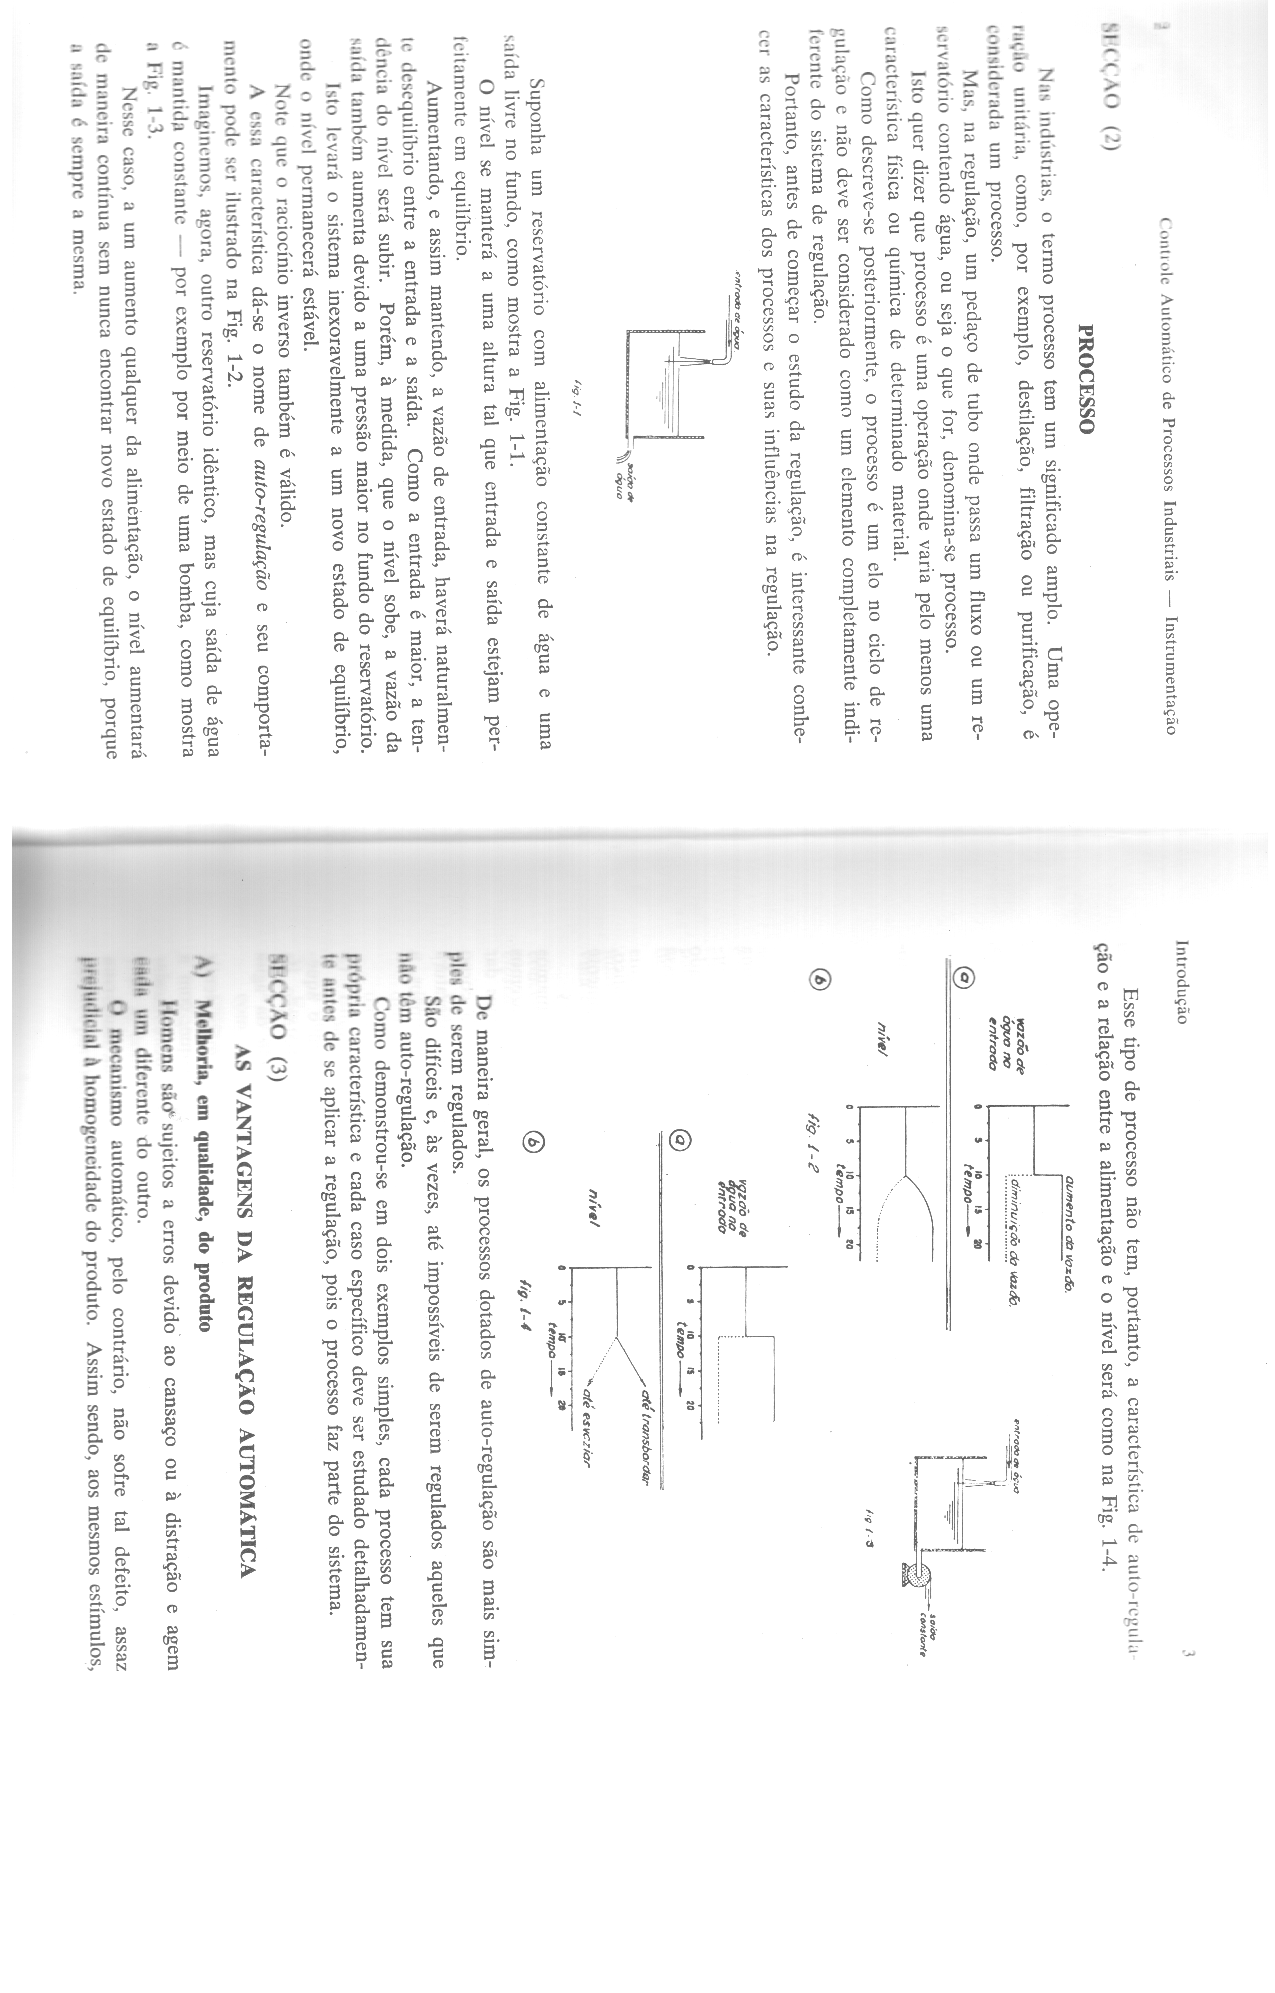 2
Controle Automático de Processos Industriais — Instrumentação
SECÇÃO (2)
PROCESSO
Nas indústrias, o termo processo tem um significado amplo. Uma ope-
ração unitária, como, por exemplo, destilação, filtração ou purificação, é
considerada um processo.
Mas, na regulação, um pedaço de tubo onde passa um fluxo ou um re-
servatório contendo água, ou seja o que for, denomina-se processo.
Isto quer dizer que processo é uma operação onde varia pelo menos uma
característica física ou química de determinado material.
Como descreve-se posteriormente, o processo é um elo no ciclo de re-
gulação e não deve ser considerado como um elemento completamente indi-
ferente do sistema de regulação.
Portanto, antes de começar o estudo da regulação, é interessante conhe-
cer as características dos processos e suas influências na regulação.
entrada de água
saída de
água
fig. 1-1
Suponha um reservatório com alimentação constante de água e uma
saída livre no fundo, como mostra a Fig. 1-1.
O nível se manterá a uma altura tal que entrada e saída estejam per-
feitamente em equilíbrio.
Aumentando, e assim mantendo, a vazão de entrada, haverá naturalmen-
te desequilíbrio entre a entrada e a saída. Como a entrada é maior, a ten-
dência do nível será subir. Porém, à medida, que o nível sobe, a vazão da
saída também aumenta devido a uma pressão maior no fundo do reservatório.
Isto levará o sistema inexoravelmente a um novo estado de equilíbrio,
onde o nível permanecerá estável.
Note que o raciocínio inverso também é válido.
A essa característica dá-se o nome de auto-regulação e seu comporta-
mento pode ser ilustrado na Fig. 1-2.
Imaginemos, agora, outro reservatório idêntico, mas cuja saída de água
é mantida constante — por exemplo por meio de uma bomba, como mostra
a Fig. 1-3.
Nesse caso, a um aumento qualquer da alimentação, o nível aumentará
de maneira contínua sem nunca encontrar novo estado de equilíbrio, porque
a saída é sempre a mesma.
Introdução
3
Esse tipo de processo não tem, portanto, a característica de auto-regula-
ção e a relação entre a alimentação e o nível será como na Fig. 1-4.
aumento da vazão.
vazão de
água na
entrada
diminuição da vazão.
0 5 10 15 20
tempo
a
nível
0 5 10 15 20
tempo
b
fig. 1-2
entrada de água
saída
constante
fig 1-3
vazão de
água na
entrada
0 5 10 15 20
tempo
a
até transbordar
nível
até esvaziar
0 5 10 15 20
tempo
b
fig. 1-4
De maneira geral, os processos dotados de auto-regulação são mais sim-
ples de serem regulados.
São difíceis e, às vezes, até impossíveis de serem regulados aqueles que
não têm auto-regulação.
Como demonstrou-se em dois exemplos simples, cada processo tem sua
própria característica e cada caso específico deve ser estudado detalhadamen-
te antes de se aplicar a regulação, pois o processo faz parte do sistema.
SECÇÃO (3)
AS VANTAGENS DA REGULAÇÃO AUTOMÁTICA
A) Melhoria, em qualidade, do produto
Homens são sujeitos a erros devido ao cansaço ou à distração e agem
cada um diferente do outro.
O mecanismo automático, pelo contrário, não sofre tal defeito, assaz
prejudicial à homogeneidade do produto. Assim sendo, aos mesmos estímulos,